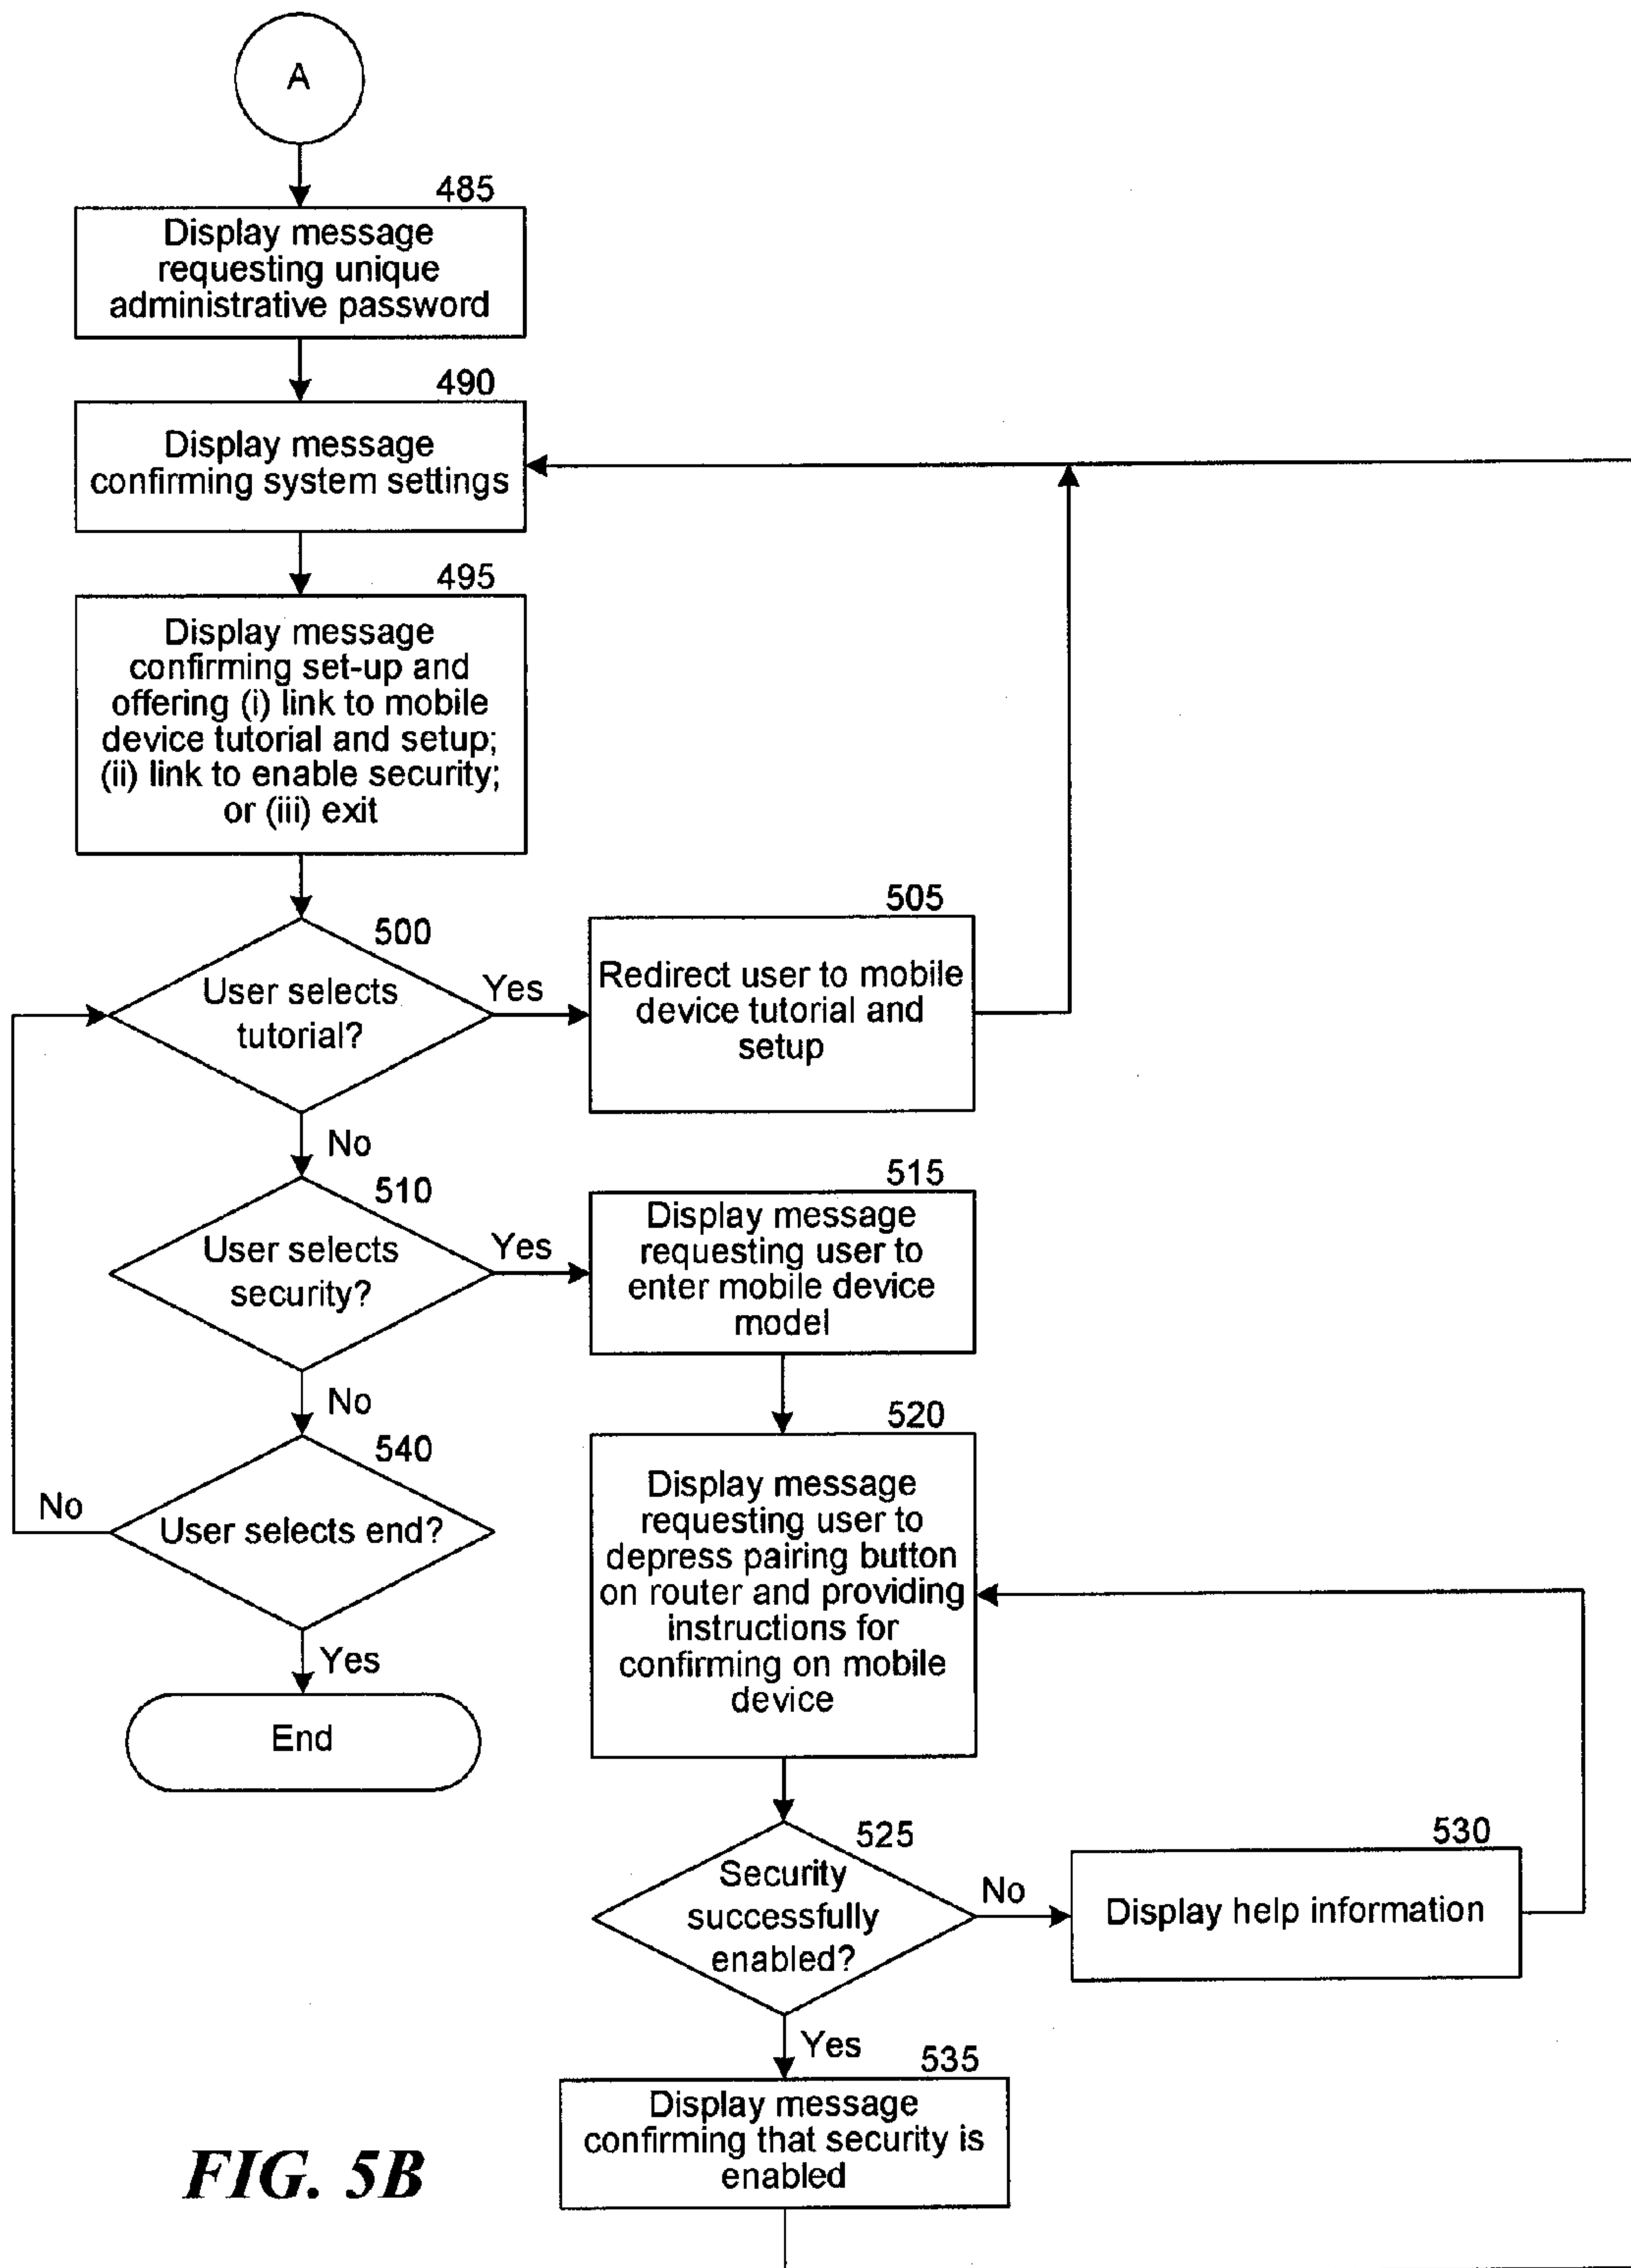 A
485
Display message
requesting unique
administrative password
490
Display message
confirming system settings
495
Display message
confirming set-up and
offering (i) link to mobile
device tutorial and setup;
(ii) link to enable security;
or (iii) exit
500
User selects
tutorial?
Yes
505
Redirect user to mobile
device tutorial and
setup
No
510
User selects
security?
Yes
515
Display message
requesting user to
enter mobile device
model
No
540
User selects end?
No
Yes
End
520
Display message
requesting user to
depress pairing button
on router and providing
instructions for
confirming on mobile
device
525
Security
successfully
enabled?
No
530
Display help information
Yes
535
Display message
confirming that security is
enabled
FIG. 5B